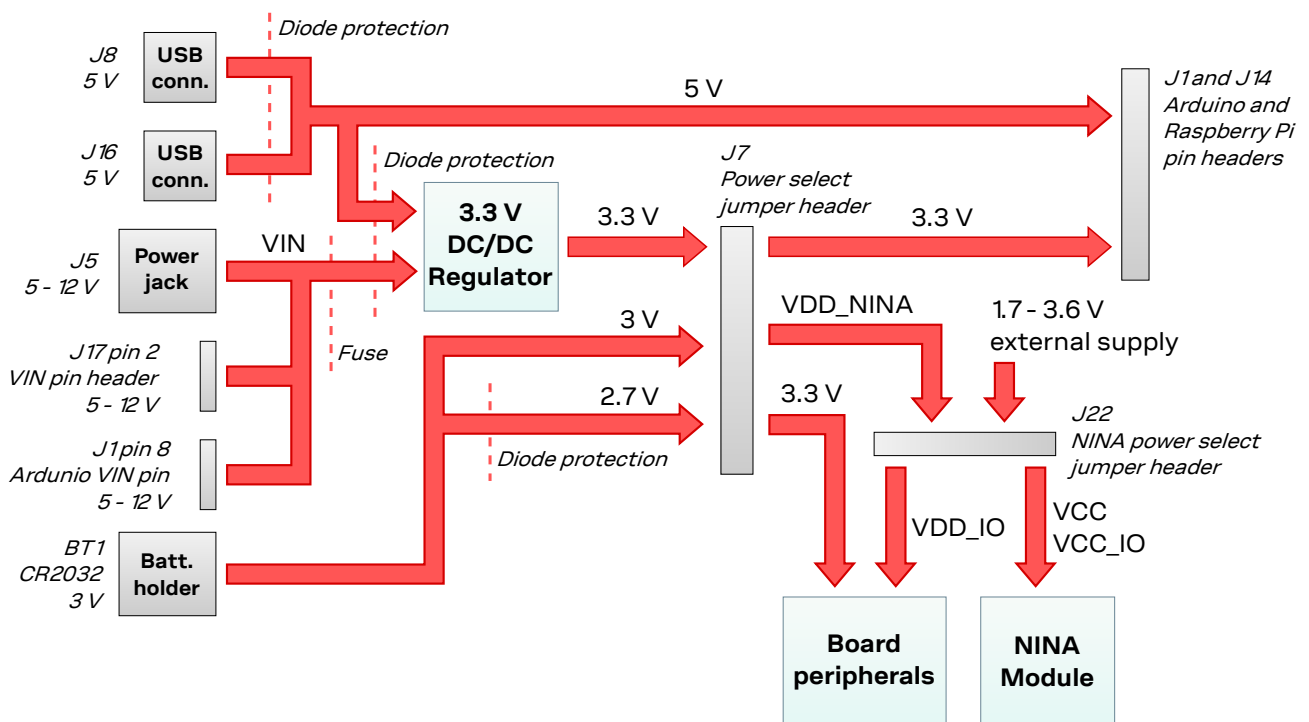 Diode protection
J8
5 V
USB
conn.
5 V
J1 and J14
Arduino and
Raspberry Pi
pin headers
J16
5 V
USB
conn.
Diode protection
J7
Power select
jumper header
3.3 V
DC/DC
Regulator
3.3 V
3.3 V
J5
5 - 12 V
Power
jack
VIN
Fuse
3 V
VDD_NINA
1.7 - 3.6 V
external supply
J17 pin 2
VIN pin header
5 - 12 V
2.7 V
3.3 V
Diode protection
J22
NINA power select
jumper header
J1 pin 8
Ardunio VIN pin
5 - 12 V
BT1
CR2032
3 V
Batt.
holder
VDD_IO
VCC
VCC_IO
Board
peripherals
NINA
Module